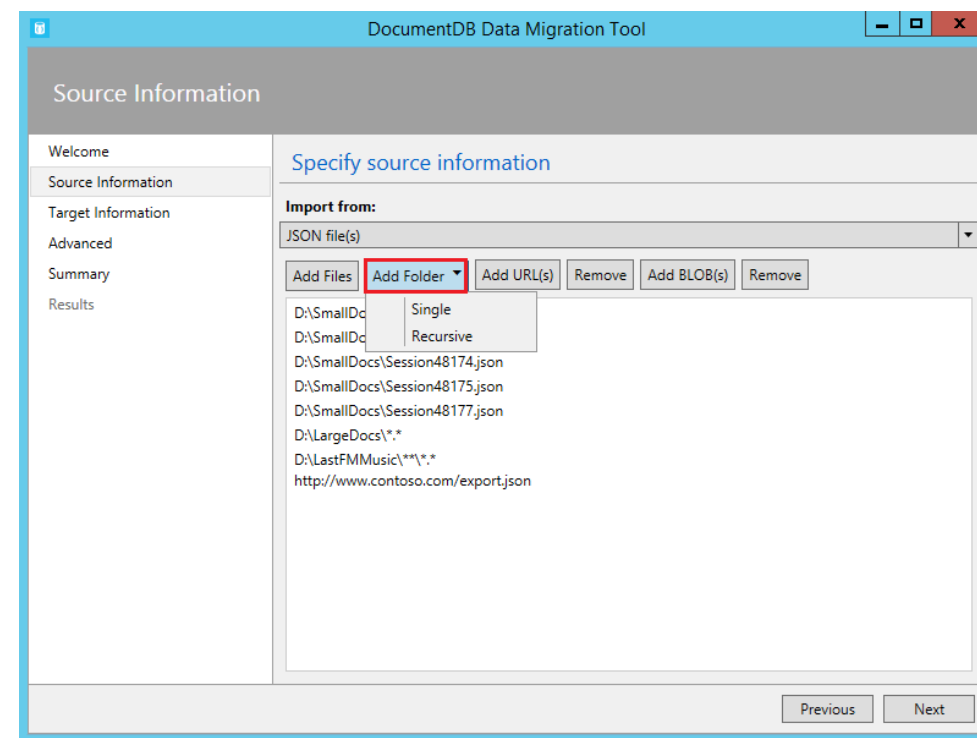 DocumentDB Data Migration Tool
Source Information
Welcome
Source Information
Target Information
Advanced
Summary
Results
Specify source information
Import from:
JSON file(s)
Add Files Add Folder Add URL(s) Remove Add BLOB(s) Remove
Single
Recursive
D:\SmallDo
D:\SmallDo
D:\SmallDocs\Session48174.json
D:\SmallDocs\Session48175.json
D:\SmallDocs\Session48177.json
D:\LargeDocs\*.*
D:\LastFMMusic\**\*.*
http://www.contoso.com/export.json
Previous Next